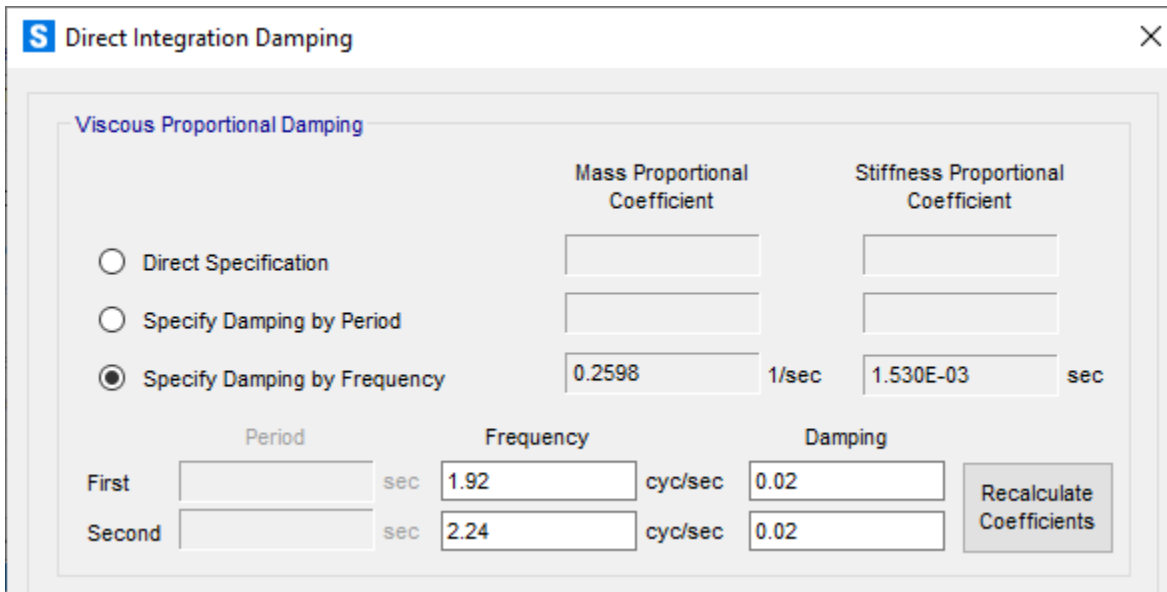 S Direct Integration Damping
Viscous Proportional Damping
Mass Proportional Coefficient
Stiffness Proportional Coefficient
Direct Specification
Specify Damping by Period
Specify Damping by Frequency 0.2598 1/sec 1.530E-03 sec
Period Frequency Damping
First sec 1.92 cyc/sec 0.02
Second sec 2.24 cyc/sec 0.02
Recalculate
Coefficients